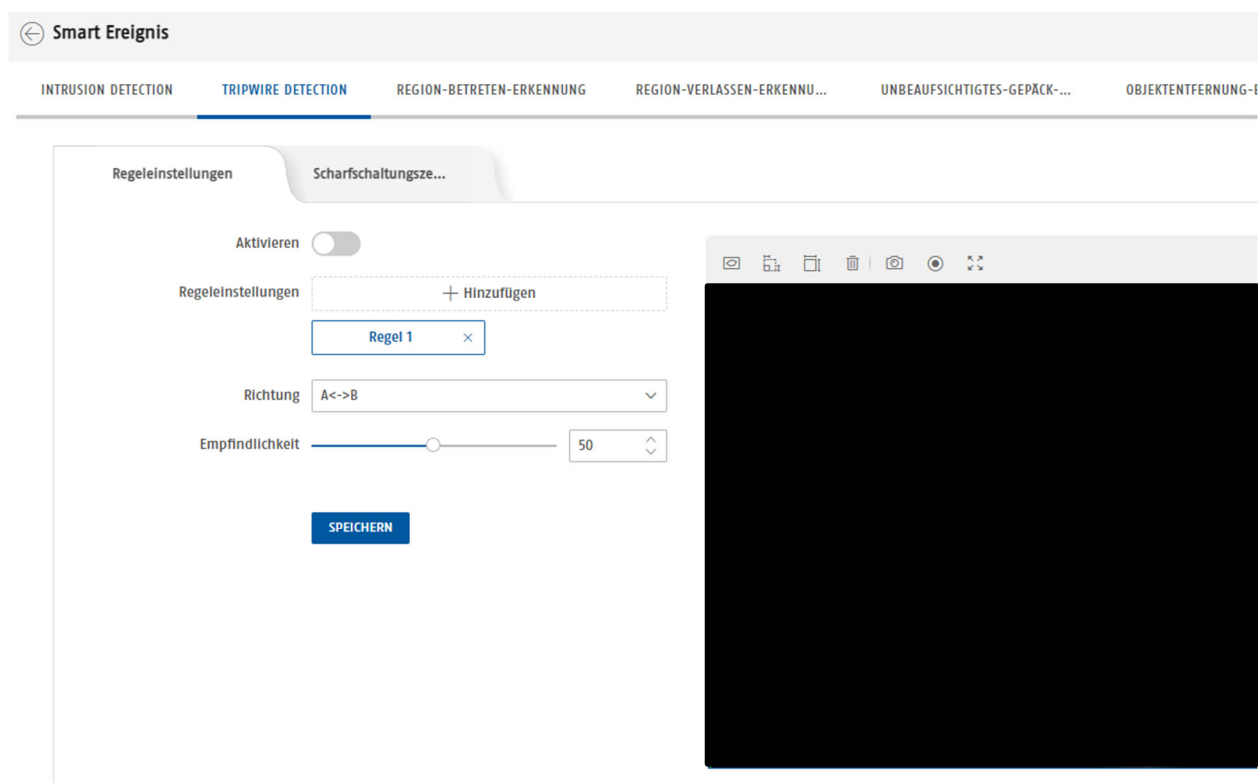 Smart Ereignis
INTRUSION DETECTION TRIPWIRE DETECTION REGION-BETRETEN-ERKENNUNG REGION-VERLASSEN-ERKENNU... UNBEAUFSICHTIGTES-GEPÄCK-... OBJEKTENTFERNUNG-E
Regeleinstellungen Scharfschaltungsze...
Aktivieren
Regeleinstellungen + Hinzufügen
Regel 1 ×
Richtung A<->B
Empfindlichkeit 50
SPEICHERN